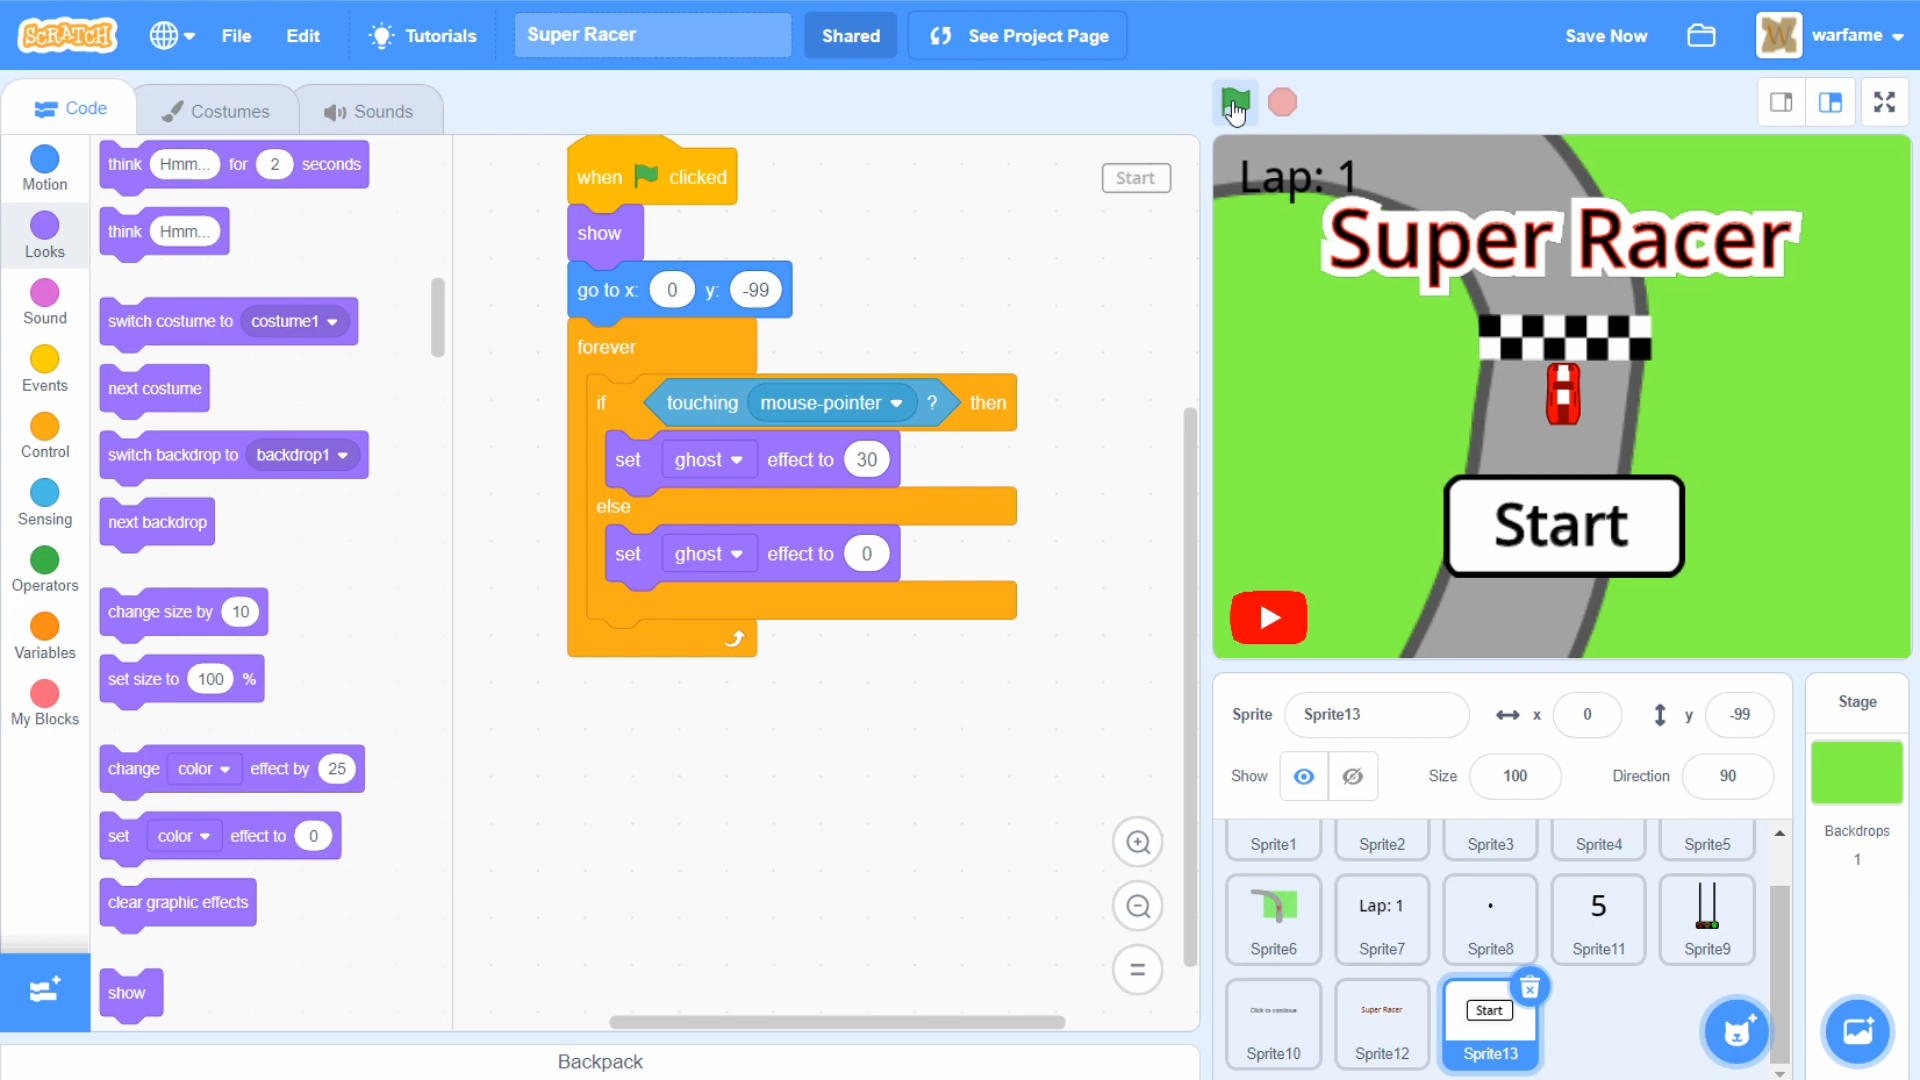 SCRATCH
File
Edit
Tutorials
Super Racer
Shared
See Project Page
Save Now
warfame
Code
Costumes
Sounds
Motion
Looks
Sound
Events
Control
Sensing
Operators
Variables
My Blocks
think Hmm... for 2 seconds
think Hmm...
switch costume to costume1
next costume
switch backdrop to backdrop1
next backdrop
change size by 10
set size to 100 %
change color effect by 25
set color effect to 0
clear graphic effects
show
when clicked
show
go to x: 0 y: -99
forever
if touching mouse-pointer ? then
set ghost effect to 30
else
set ghost effect to 0
Start
Backpack
Lap: 1
Super Racer
Start
Sprite Sprite13 x 0 y -99
Show Size 100 Direction 90
Sprite1
Sprite2
Sprite3
Sprite4
Sprite5
Sprite6
Lap: 1
Sprite7
Sprite8
5
Sprite11
Sprite9
Click to continue
Sprite10
Super Racer
Sprite12
Start
Sprite13
Stage
Backdrops
1